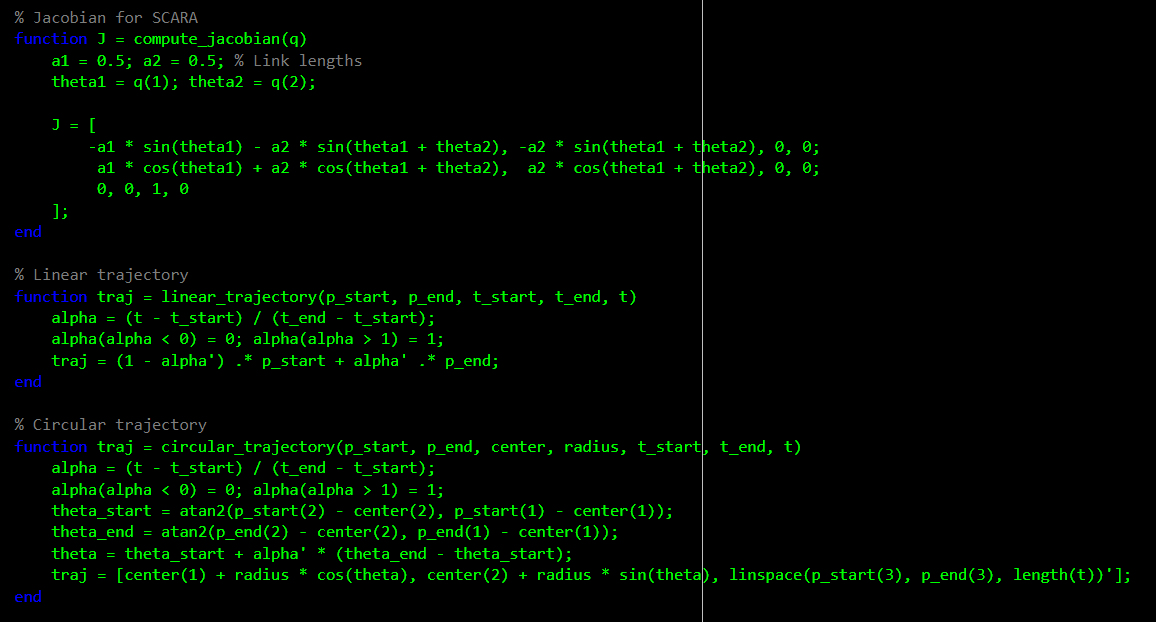 % Jacobian for SCARA
function J = compute_jacobian(q)
    a1 = 0.5; a2 = 0.5; % Link lengths
    theta1 = q(1); theta2 = q(2);

    J = [
        -a1 * sin(theta1) - a2 * sin(theta1 + theta2), -a2 * sin(theta1 + theta2), 0, 0;
         a1 * cos(theta1) + a2 * cos(theta1 + theta2),  a2 * cos(theta1 + theta2), 0, 0;
         0, 0, 1, 0
    ];
end

% Linear trajectory
function traj = linear_trajectory(p_start, p_end, t_start, t_end, t)
    alpha = (t - t_start) / (t_end - t_start);
    alpha(alpha < 0) = 0; alpha(alpha > 1) = 1;
    traj = (1 - alpha') .* p_start + alpha' .* p_end;
end

% Circular trajectory
function traj = circular_trajectory(p_start, p_end, center, radius, t_start, t_end, t)
    alpha = (t - t_start) / (t_end - t_start);
    alpha(alpha < 0) = 0; alpha(alpha > 1) = 1;
    theta_start = atan2(p_start(2) - center(2), p_start(1) - center(1));
    theta_end = atan2(p_end(2) - center(2), p_end(1) - center(1));
    theta = theta_start + alpha' * (theta_end - theta_start);
    traj = [center(1) + radius * cos(theta), center(2) + radius * sin(theta), linspace(p_start(3), p_end(3), length(t))'];
end